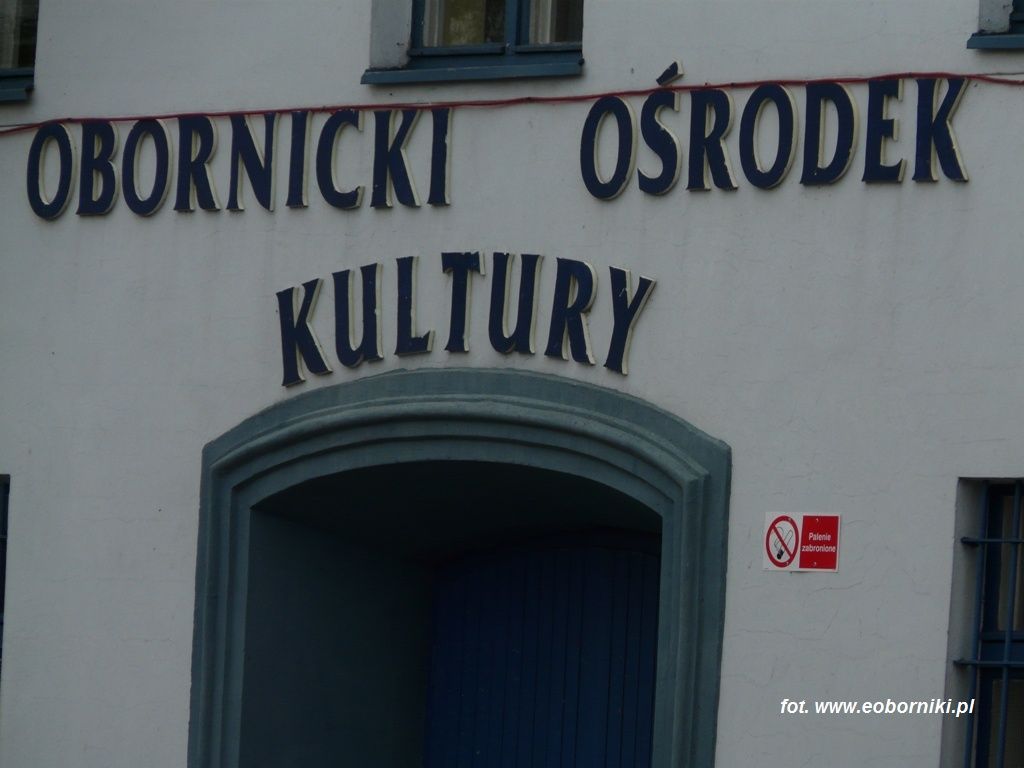 OBORNICKI OŚRODEK
KULTURY
Palenie
zabronione
fot. www.eoborniki.pl